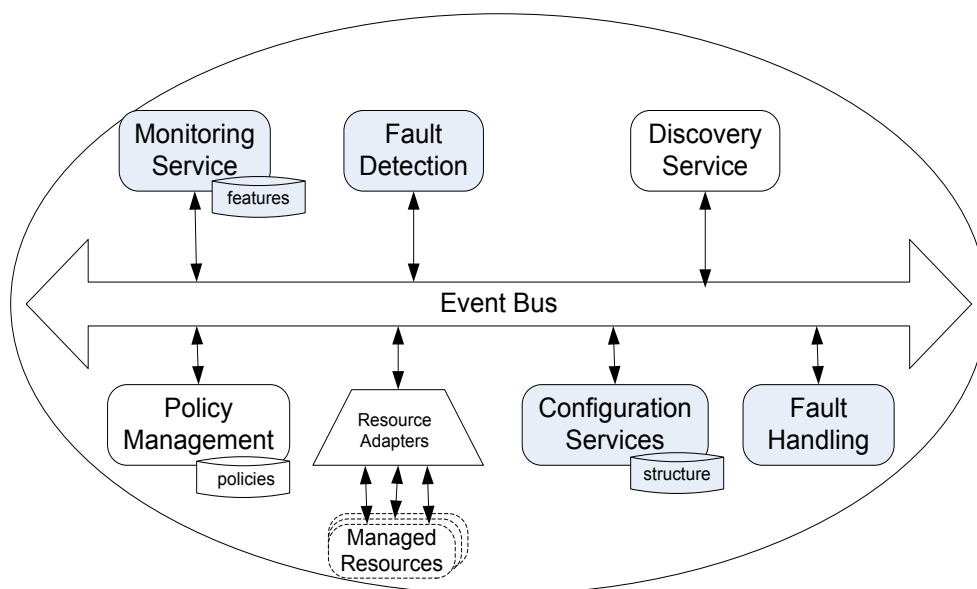 Monitoring
Service
features
Fault
Detection
Discovery
Service
Event Bus
Policy
Management
policies
Resource
Adapters
Managed
Resources
Configuration
Services
structure
Fault
Handling